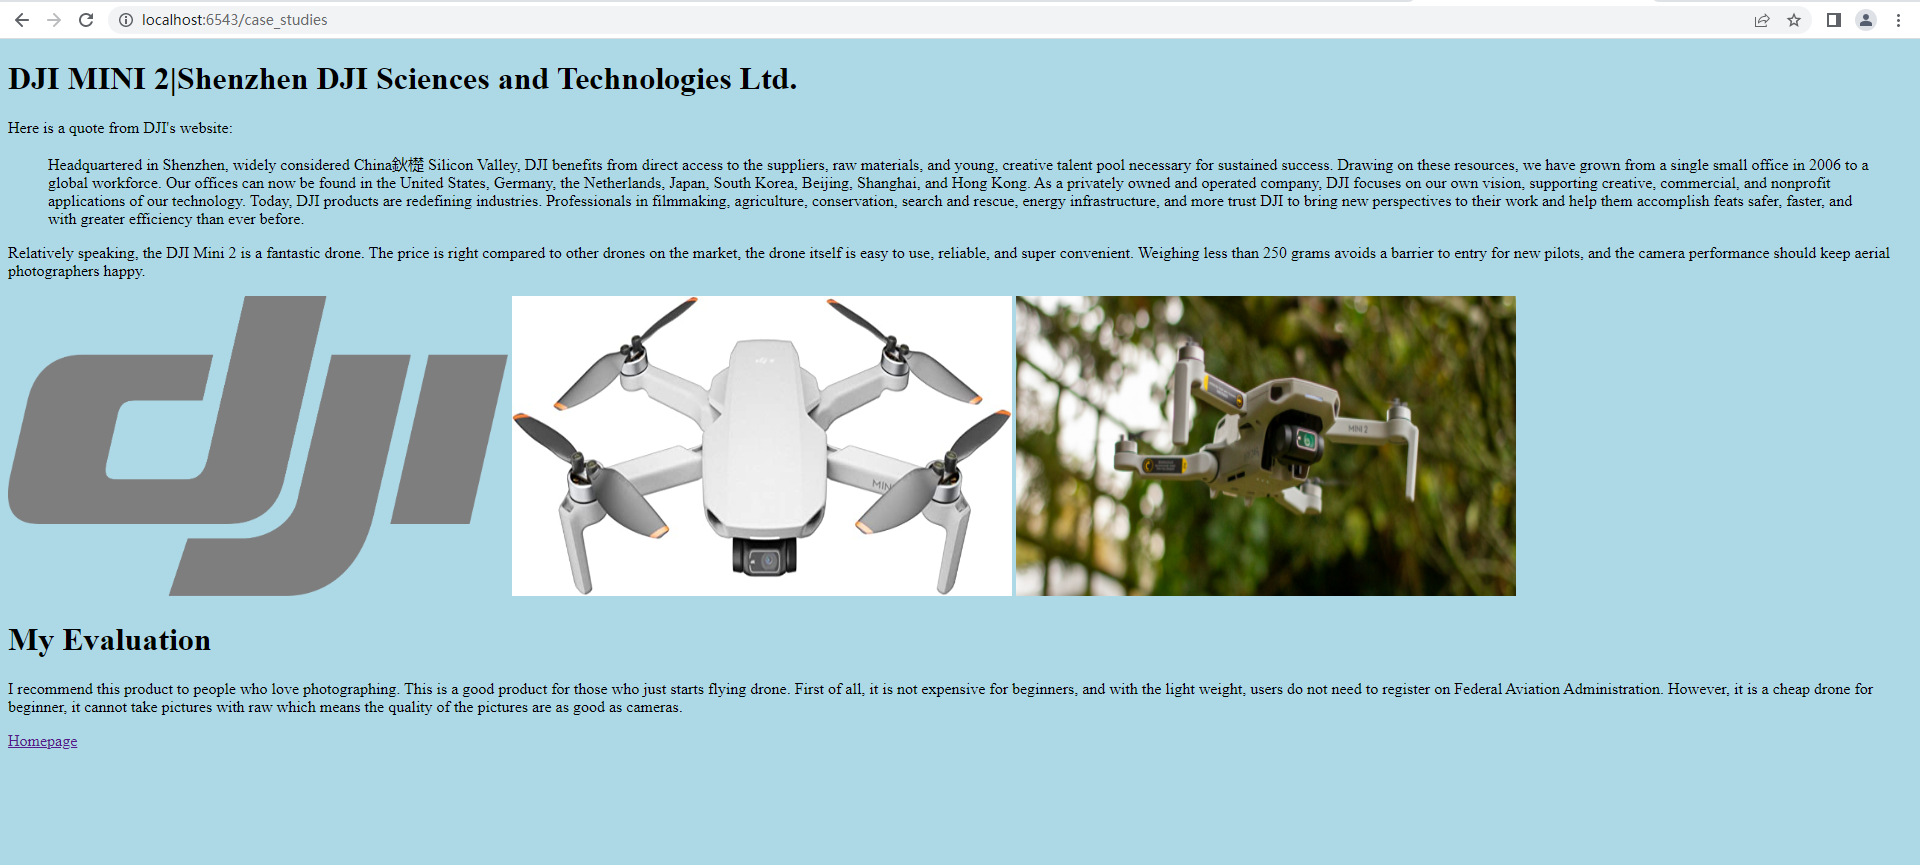 localhost:6543/case_studies
DJI MINI 2|Shenzhen DJI Sciences and Technologies Ltd.
Here is a quote from DJI's website:
Headquartered in Shenzhen, widely considered China鈥檚 Silicon Valley, DJI benefits from direct access to the suppliers, raw materials, and young, creative talent pool necessary for sustained success. Drawing on these resources, we have grown from a single small office in 2006 to a
global workforce. Our offices can now be found in the United States, Germany, the Netherlands, Japan, South Korea, Beijing, Shanghai, and Hong Kong. As a privately owned and operated company, DJI focuses on our own vision, supporting creative, commercial, and nonprofit
applications of our technology. Today, DJI products are redefining industries. Professionals in filmmaking, agriculture, conservation, search and rescue, energy infrastructure, and more trust DJI to bring new perspectives to their work and help them accomplish feats safer, faster, and
with greater efficiency than ever before.
Relatively speaking, the DJI Mini 2 is a fantastic drone. The price is right compared to other drones on the market, the drone itself is easy to use, reliable, and super convenient. Weighing less than 250 grams avoids a barrier to entry for new pilots, and the camera performance should keep aerial
photographers happy.
dji
MINI
MINI 2
My Evaluation
I recommend this product to people who love photographing. This is a good product for those who just starts flying drone. First of all, it is not expensive for beginners, and with the light weight, users do not need to register on Federal Aviation Administration. However, it is a cheap drone for
beginner, it cannot take pictures with raw which means the quality of the pictures are as good as cameras.
Homepage